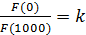 F(0)/F(1000) = k